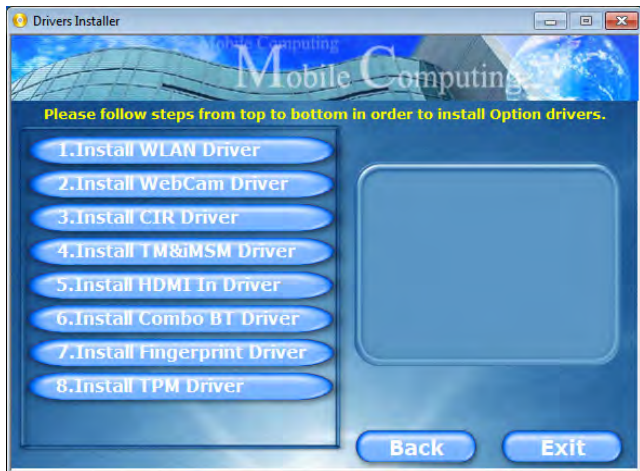 Drivers Installer
Mobile Computing
Mobile Computing
Please follow steps from top to bottom in order to install Option drivers.
1.Install WLAN Driver
2.Install WebCam Driver
3.Install CIR Driver
4.Install TM&iMSM Driver
5.Install HDMI In Driver
6.Install Combo BT Driver
7.Install Fingerprint Driver
8.Install TPM Driver
Back
Exit